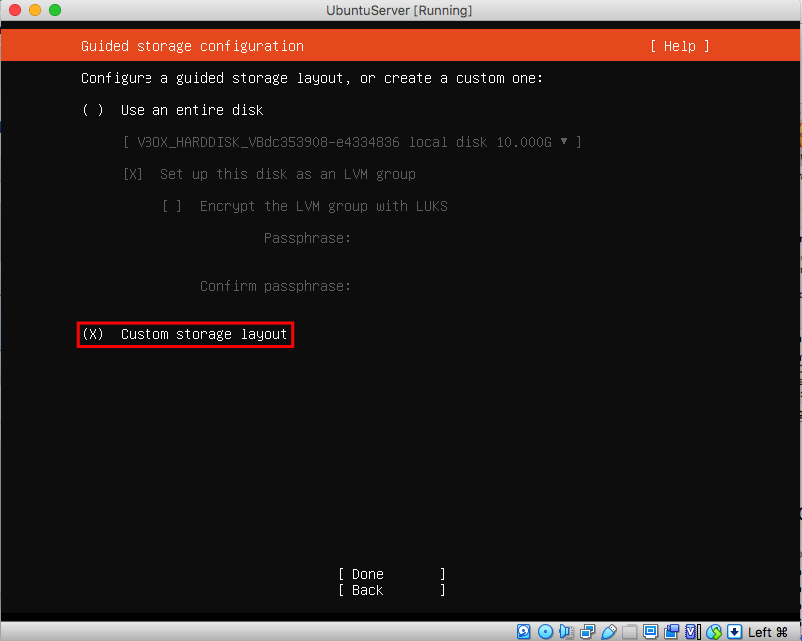 UbuntuServer [Running]
Guided storage configuration [ Help ]
Configure a guided storage layout, or create a custom one:
( ) Use an entire disk
[ V3OX_HARDDISK_VBdc353908-e4334836 local disk 10.000G ▾ ]
[X] Set up this disk as an LVM group
[ ] Encrypt the LVM group with LUKS
Passphrase:
Confirm passphrase:
(X) Custom storage layout
[ Done ]
[ Back ]
Left ⌘